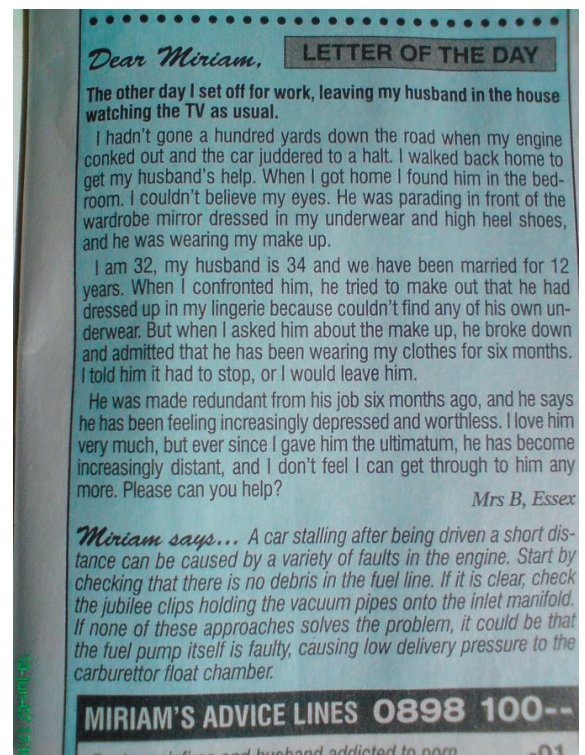 Dear Miriam,
LETTER OF THE DAY
The other day I set off for work, leaving my husband in the house
watching the TV as usual.
I hadn't gone a hundred yards down the road when my engine
conked out and the car juddered to a halt. I walked back home to
get my husband's help. When I got home I found him in the bed-
room. I couldn't believe my eyes. He was parading in front of the
wardrobe mirror dressed in my underwear and high heel shoes,
and he was wearing my make up.
I am 32, my husband is 34 and we have been married for 12
years. When I confronted him, he tried to make out that he had
dressed up in my lingerie because couldn't find any of his own un-
derwear. But when I asked him about the make up, he broke down
and admitted that he has been wearing my clothes for six months.
I told him it had to stop, or I would leave him.
He was made redundant from his job six months ago, and he says
he has been feeling increasingly depressed and worthless. I love him
very much, but ever since I gave him the ultimatum, he has become
increasingly distant, and I don't feel I can get through to him any
more. Please can you help?
Mrs B, Essex
Miriam says... A car stalling after being driven a short dis-
tance can be caused by a variety of faults in the engine. Start by
checking that there is no debris in the fuel line. If it is clear, check
the jubilee clips holding the vacuum pipes onto the inlet manifold.
If none of these approaches solves the problem, it could be that
the fuel pump itself is faulty, causing low delivery pressure to the
carburettor float chamber.
MIRIAM'S ADVICE LINES 0898 100--
and husband addicted to porn
--01